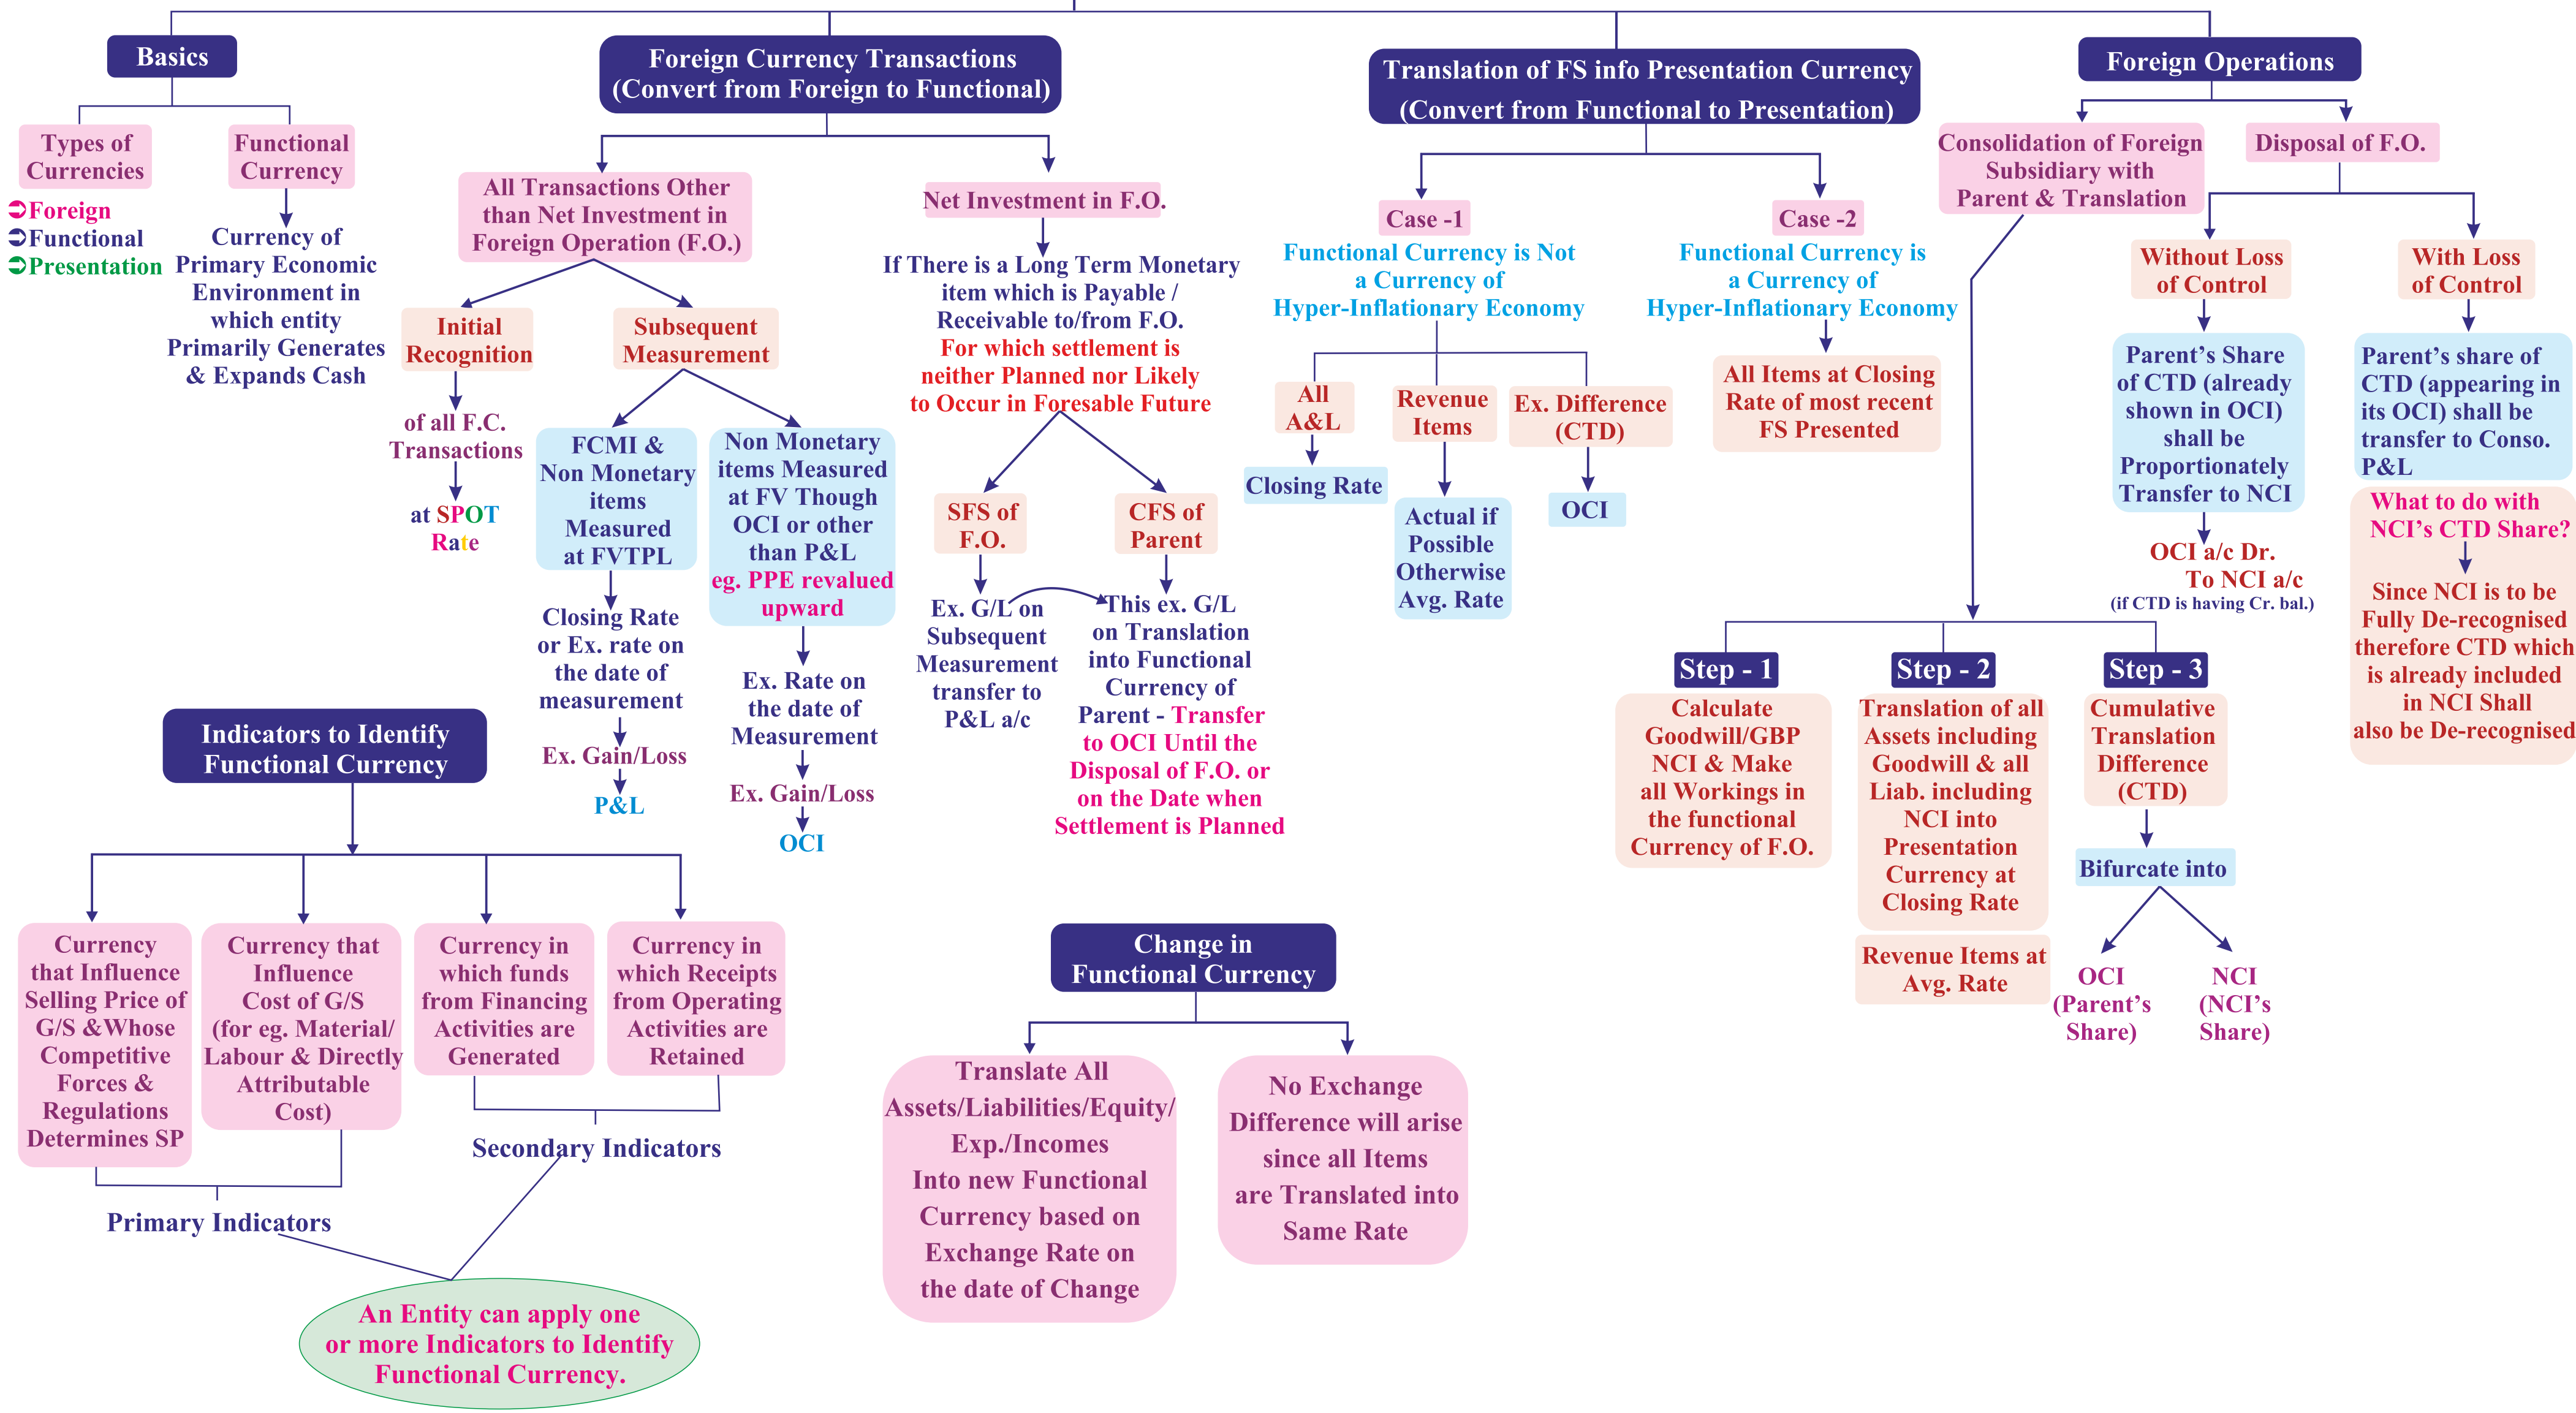 Basics
Types of
Currencies
Foreign
Functional
Presentation
Functional
Currency
Currency of
Primary Economic
Environment in
which entity
Primarily Generates
& Expands Cash
Foreign Currency Transactions
(Convert from Foreign to Functional)
All Transactions Other
than Net Investment in
Foreign Operation (F.O.)
Initial
Recognition
of all F.C.
Transactions
at SPOT
Rate
Subsequent
Measurement
FCMI &
Non Monetary
items
Measured
at FVTPL
Closing Rate
or Ex. rate on
the date of
measurement
Ex. Gain/Loss
P&L
Non Monetary
items Measured
at FV Though
OCI or other
than P&L
eg. PPE revalued
upward
Ex. Rate on
the date of
Measurement
Ex. Gain/Loss
OCI
Net Investment in F.O.
If There is a Long Term Monetary
item which is Payable /
Receivable to/from F.O.
For which settlement is
neither Planned nor Likely
to Occur in Foresable Future
SFS of
F.O.
Ex. G/L on
Subsequent
Measurement
transfer to
P&L a/c
CFS of
Parent
This ex. G/L
on Translation
into Functional
Currency of
Parent - Transfer
to OCI Until the
Disposal of F.O. or
on the Date when
Settlement is Planned
Translation of FS info Presentation Currency
(Convert from Functional to Presentation)
Case -1
Functional Currency is Not
a Currency of
Hyper-Inflationary Economy
All
A&L
Closing Rate
Revenue
Items
Actual if
Possible
Otherwise
Avg. Rate
Ex. Difference
(CTD)
OCI
Case -2
Functional Currency is
a Currency of
Hyper-Inflationary Economy
All Items at Closing
Rate of most recent
FS Presented
Foreign Operations
Consolidation of Foreign
Subsidiary with
Parent & Translation
Step - 1
Calculate
Goodwill/GBP
NCI & Make
all Workings in
the functional
Currency of F.O.
Step - 2
Translation of all
Assets including
Goodwill & all
Liab. including
NCI into
Presentation
Currency at
Closing Rate
Revenue Items at
Avg. Rate
Step - 3
Cumulative
Translation
Difference
(CTD)
Bifurcate into
OCI
(Parent's
Share)
NCI
(NCI's
Share)
Disposal of F.O.
Without Loss
of Control
Parent's Share
of CTD (already
shown in OCI)
shall be
Proportionately
Transfer to NCI
OCI a/c Dr.
To NCI a/c
(if CTD is having Cr. bal.)
With Loss
of Control
Parent's share of
CTD (appearing in
its OCI) shall be
transfer to Conso.
P&L
What to do with
NCI's CTD Share?
Since NCI is to be
Fully De-recognised
therefore CTD which
is already included
in NCI Shall
also be De-recognised
Indicators to Identify
Functional Currency
Currency
that Influence
Selling Price of
G/S &Whose
Competitive
Forces &
Regulations
Determines SP
Currency that
Influence
Cost of G/S
(for eg. Material/
Labour & Directly
Attributable
Cost)
Primary Indicators
Currency in
which funds
from Financing
Activities are
Generated
Currency in
which Receipts
from Operating
Activities are
Retained
Secondary Indicators
An Entity can apply one
or more Indicators to Identify
Functional Currency.
Change in
Functional Currency
Translate All
Assets/Liabilities/Equity/
Exp./Incomes
Into new Functional
Currency based on
Exchange Rate on
the date of Change
No Exchange
Difference will arise
since all Items
are Translated into
Same Rate